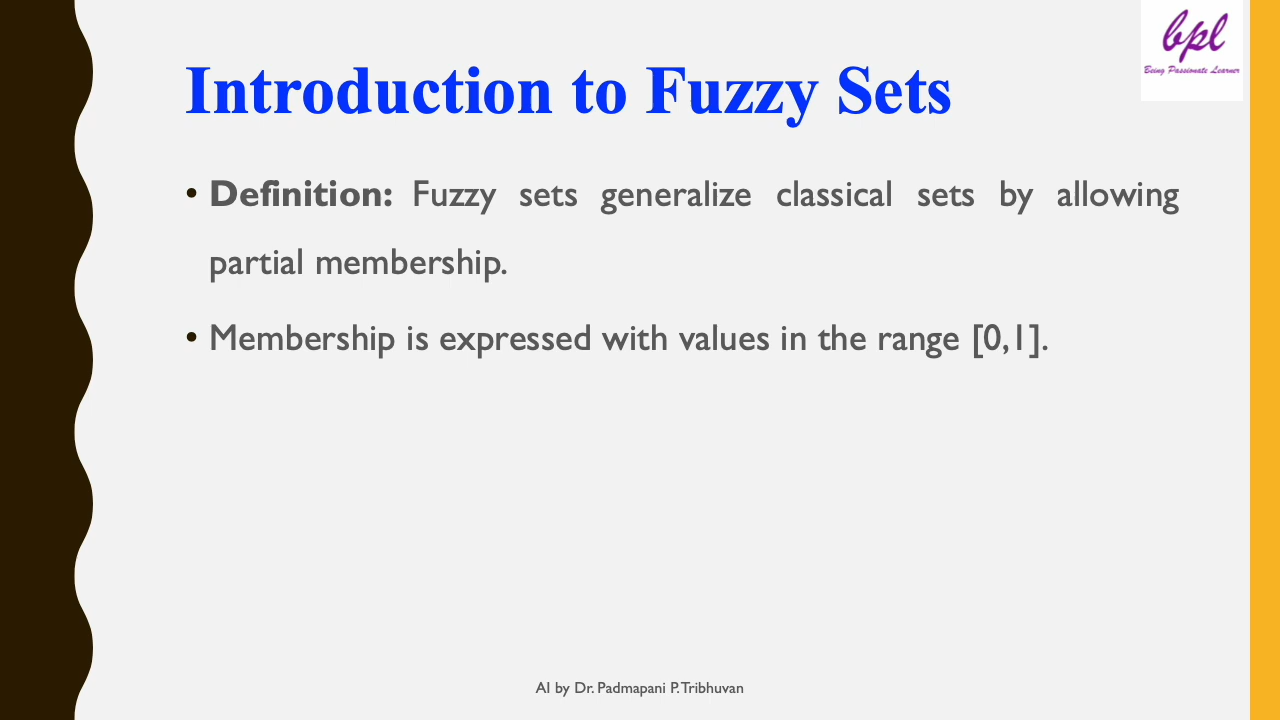 bpl
Being Passionate Learner
Introduction to Fuzzy Sets
• Definition: Fuzzy sets generalize classical sets by allowing
partial membership.
• Membership is expressed with values in the range [0,1].
AI by Dr. Padmapani P. Tribhuvan